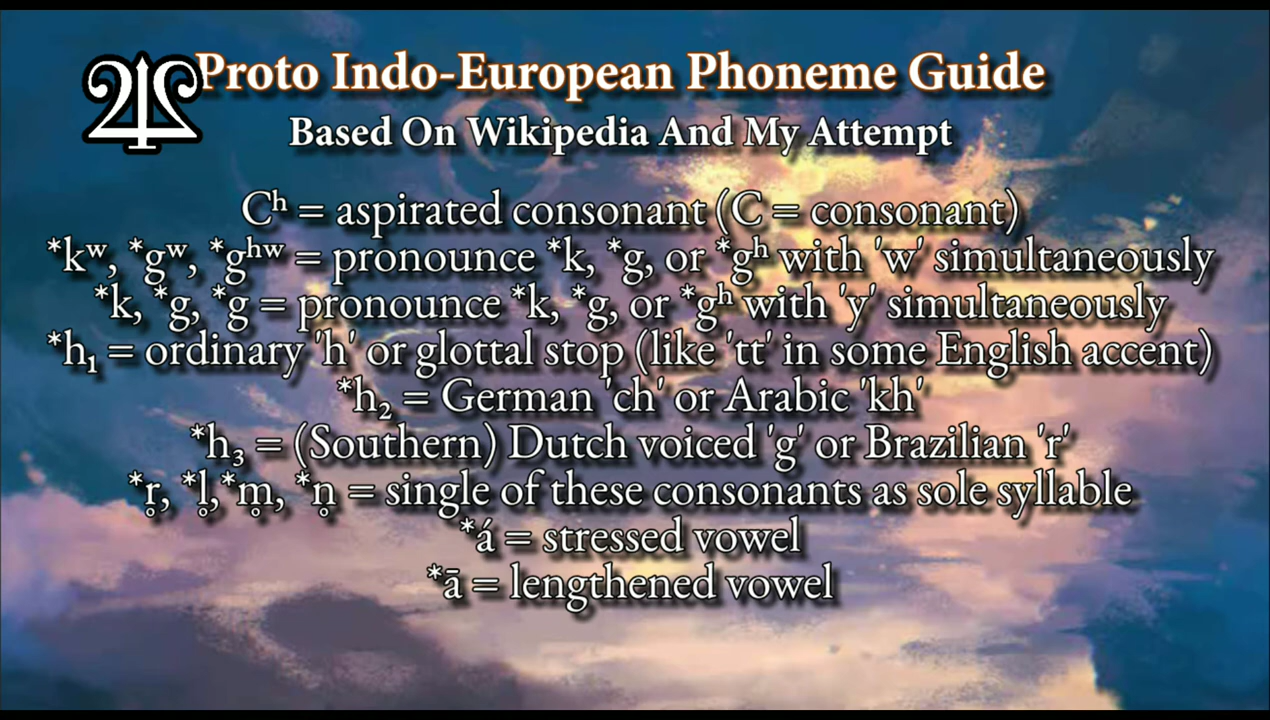 Proto Indo-European Phoneme Guide
Based On Wikipedia And My Attempt
Cʰ = aspirated consonant (C = consonant)
*kʷ, *gʷ, *gʰʷ = pronounce *k, *g, or *gʰ with 'w' simultaneously
*k, *g, *g = pronounce *k, *g, or *gʰ with 'y' simultaneously
*h₁ = ordinary 'h' or glottal stop (like 'tt' in some English accent)
*h₂ = German 'ch' or Arabic 'kh'
*h₃ = (Southern) Dutch voiced 'g' or Brazilian 'r'
*r̥, *l̥,*m̥, *n̥ = single of these consonants as sole syllable
*á = stressed vowel
*ā = lengthened vowel